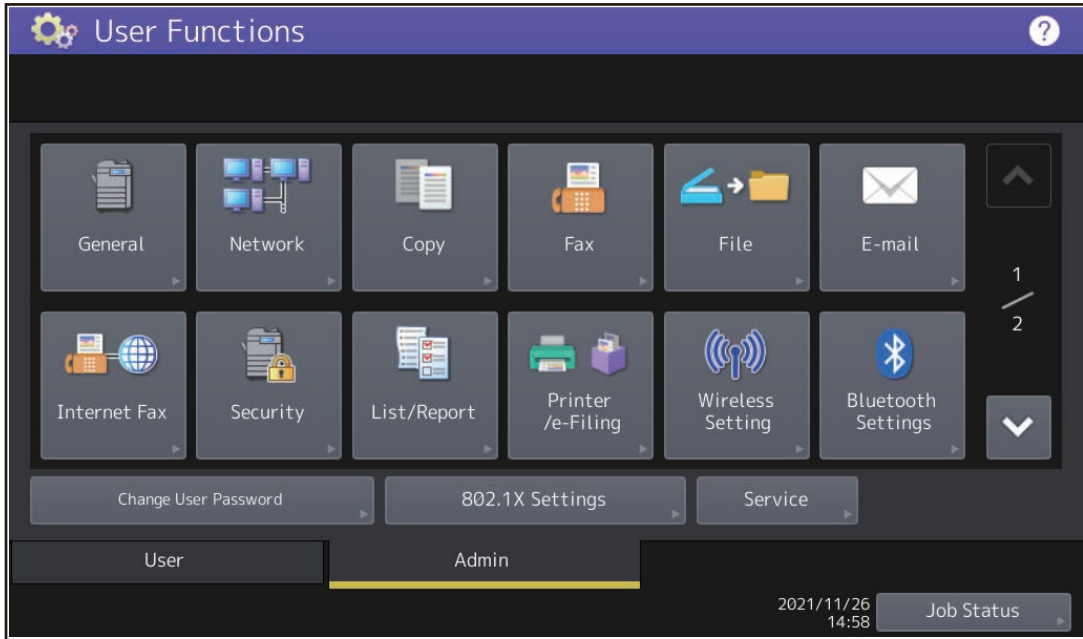 User Functions
?
General
Network
Copy
Fax
File
E-mail
1
2
Internet Fax
Security
List/Report
Printer
/e-Filing
Wireless
Setting
Bluetooth
Settings
Change User Password
802.1X Settings
Service
User
Admin
2021/11/26
14:58
Job Status